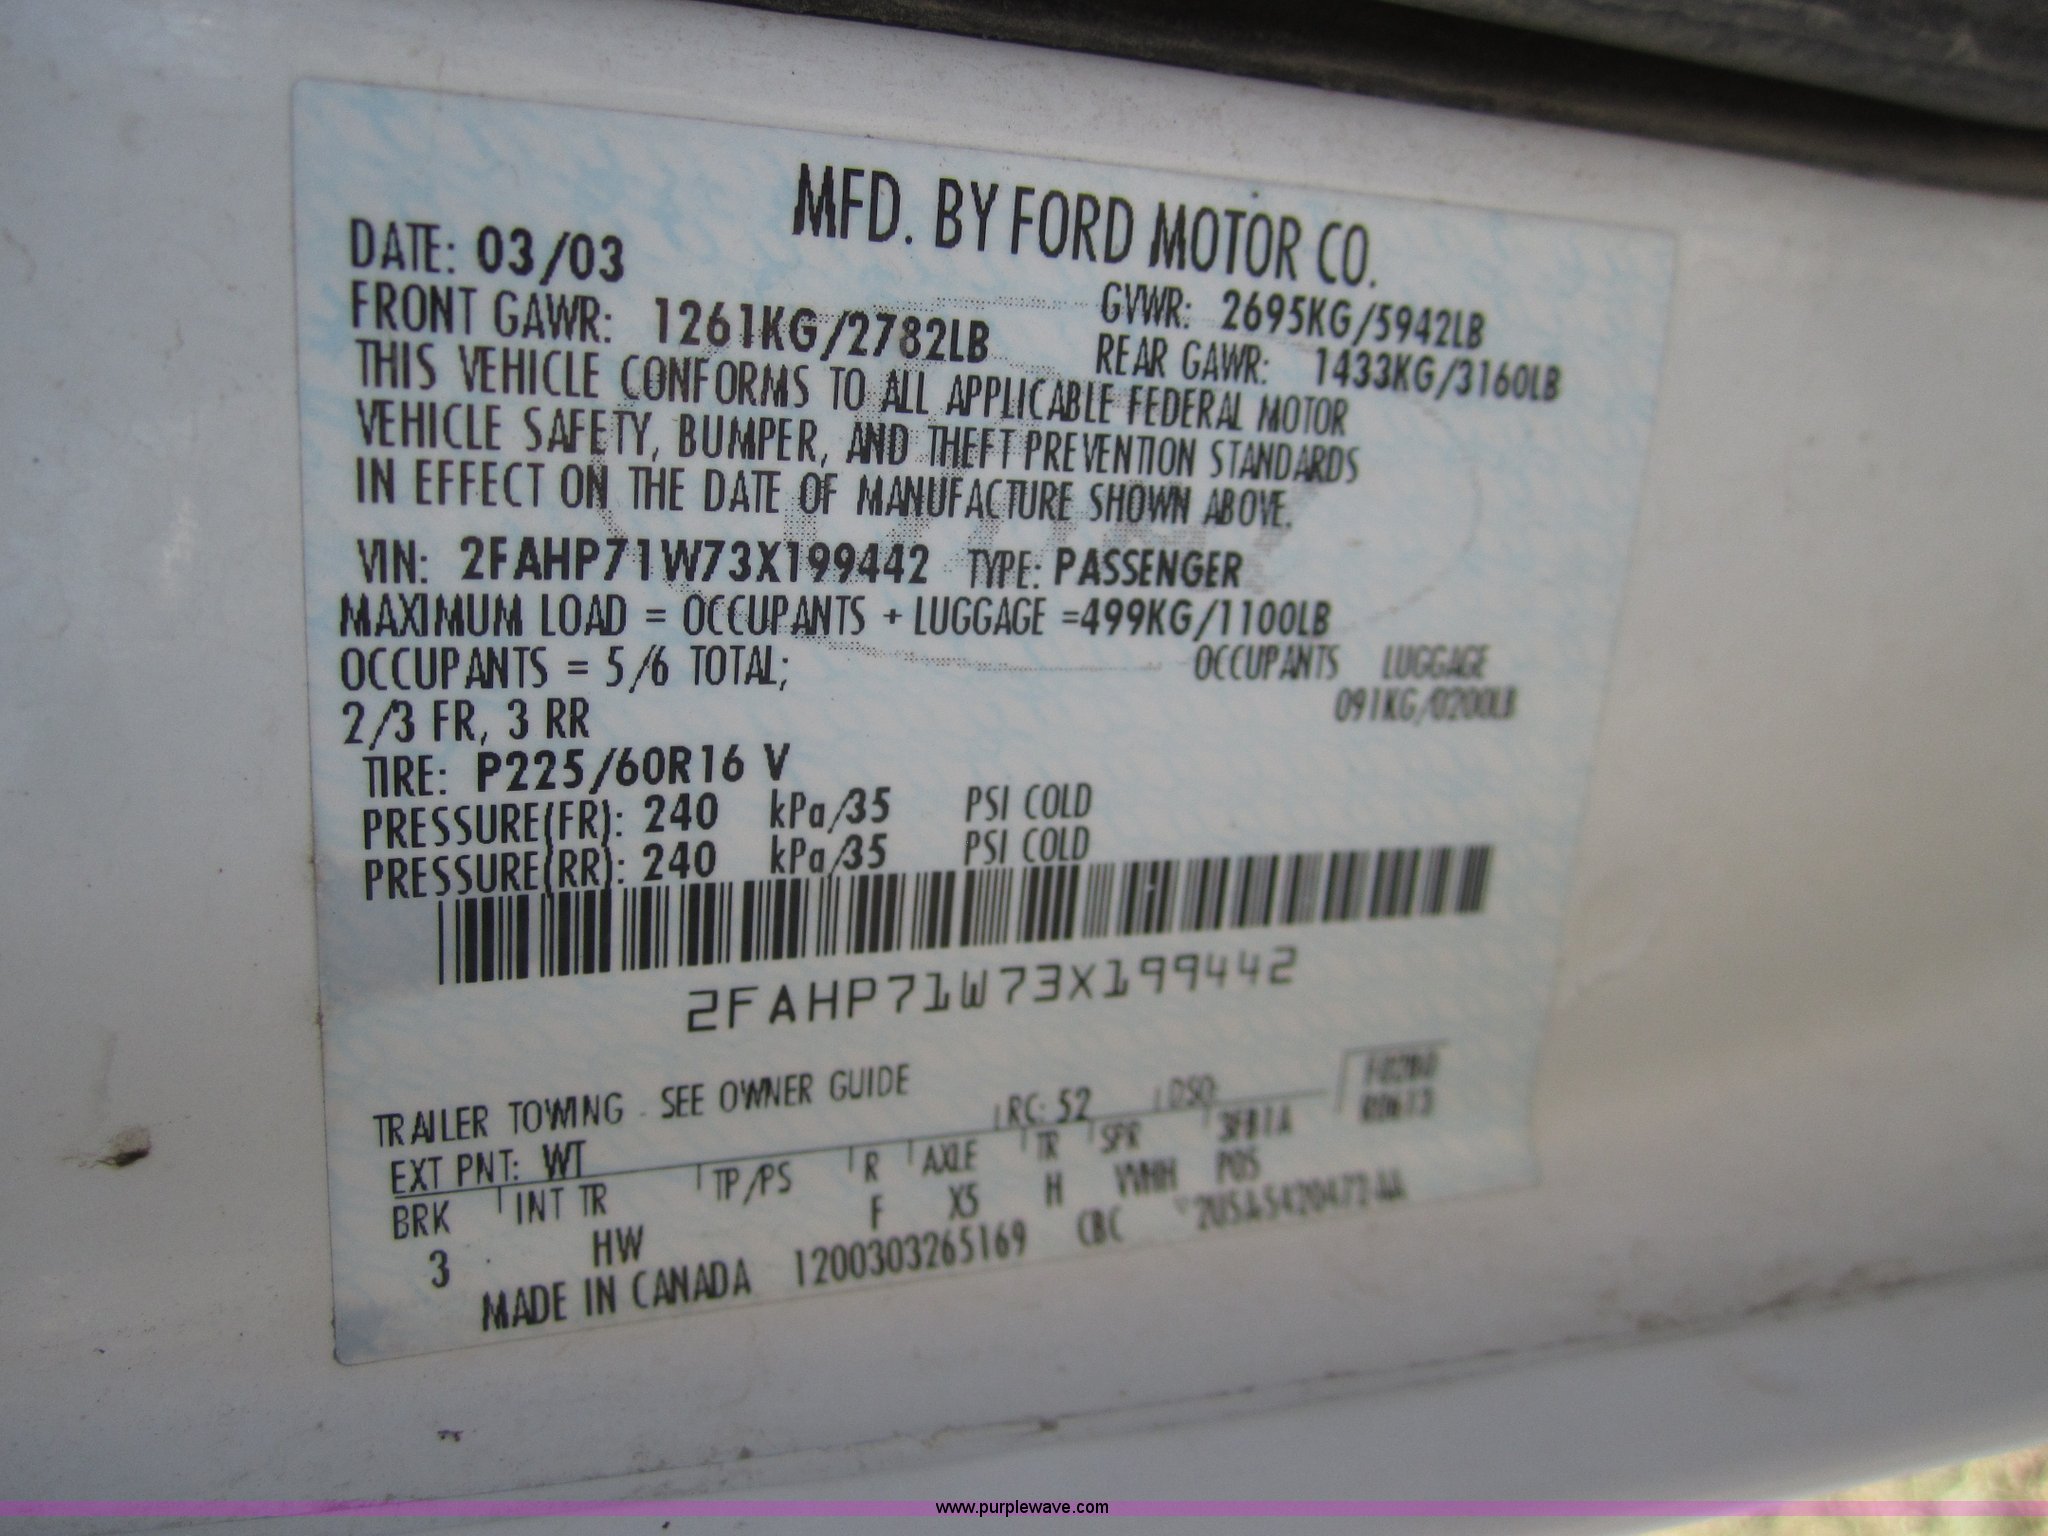 MFD. BY FORD MOTOR CO.
DATE: 03/03
GVWR: 2695KG/5942LB
FRONT GAWR: 1261KG/2782LB
REAR GAWR: 1433KG/3160LB
THIS VEHICLE CONFORMS TO ALL APPLICABLE FEDERAL MOTOR
VEHICLE SAFETY, BUMPER, AND THEFT PREVENTION STANDARDS
IN EFFECT ON THE DATE OF MANUFACTURE SHOWN ABOVE.
VIN: 2FAHP71W73X199442 TYPE: PASSENGER
MAXIMUM LOAD = OCCUPANTS + LUGGAGE =499KG/1100LB
OCCUPANTS = 5/6 TOTAL; OCCUPANTS LUGGAGE
2/3 FR, 3 RR 091KG/0200LB
TIRE: P225/60R16 V
PRESSURE(FR): 240 kPa/35 PSI COLD
PRESSURE(RR): 240 kPa/35 PSI COLD
2FAHP71W73X199442
TRAILER TOWING - SEE OWNER GUIDE
EXT PNT: WT RC: 52 DSO:
BRK INT TR TP/PS R AXLE TR SPR
3 HW F X5 H POS
MADE IN CANADA 1200303265169 CBC
www.purplewave.com